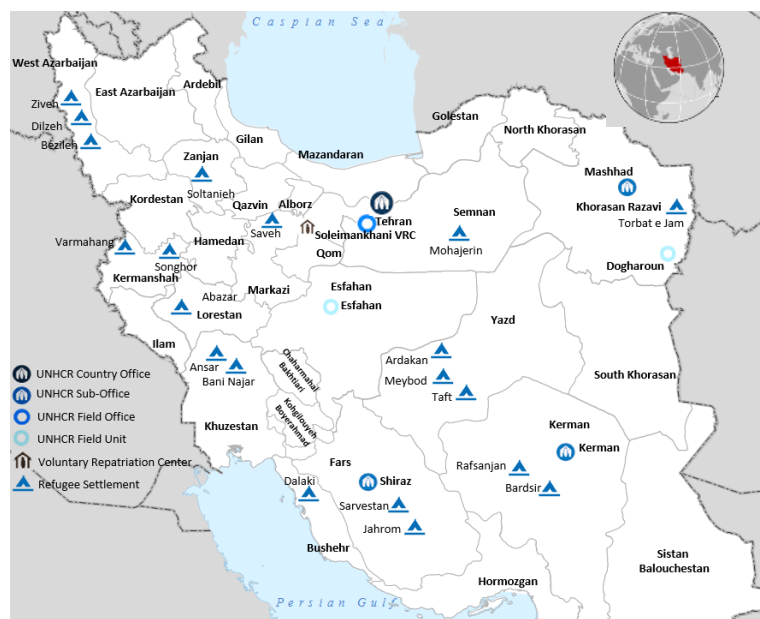 Caspian Sea
West Azarbaijan
East Azarbaijan
Ardebil
Ziveh
Dilzeh
Bezileh
Gilan
Golestan
North Khorasan
Zanjan
Mazandaran
Mashhad
Soltanieh
Kordestan
Qazvin
Alborz
Khorasan Razavi
Semnan
Tehran
Torbat e Jam
Saveh
Soleimankhani VRC
Varmahang
Hamedan
Mohajerin
Qom
Songhor
Dogharoun
Kermanshah
Markazi
Esfahan
Abazar
Esfahan
Lorestan
Yazd
Ilam
Chaharmahal
Bakhtiari
Ardakan
Ansar
Bani Najar
South Khorasan
Meybod
Taft
UNHCR Country Office
UNHCR Sub-Office
UNHCR Field Office
UNHCR Field Unit
Voluntary Repatriation Center
Refugee Settlement
Kohgilouyeh
Boyerahmad
Khuzestan
Kerman
Kerman
Fars
Rafsanjan
Dalaki
Shiraz
Bardsir
Sarvestan
Jahrom
Bushehr
Sistan
Balouchestan
Hormozgan
Persian Gulf